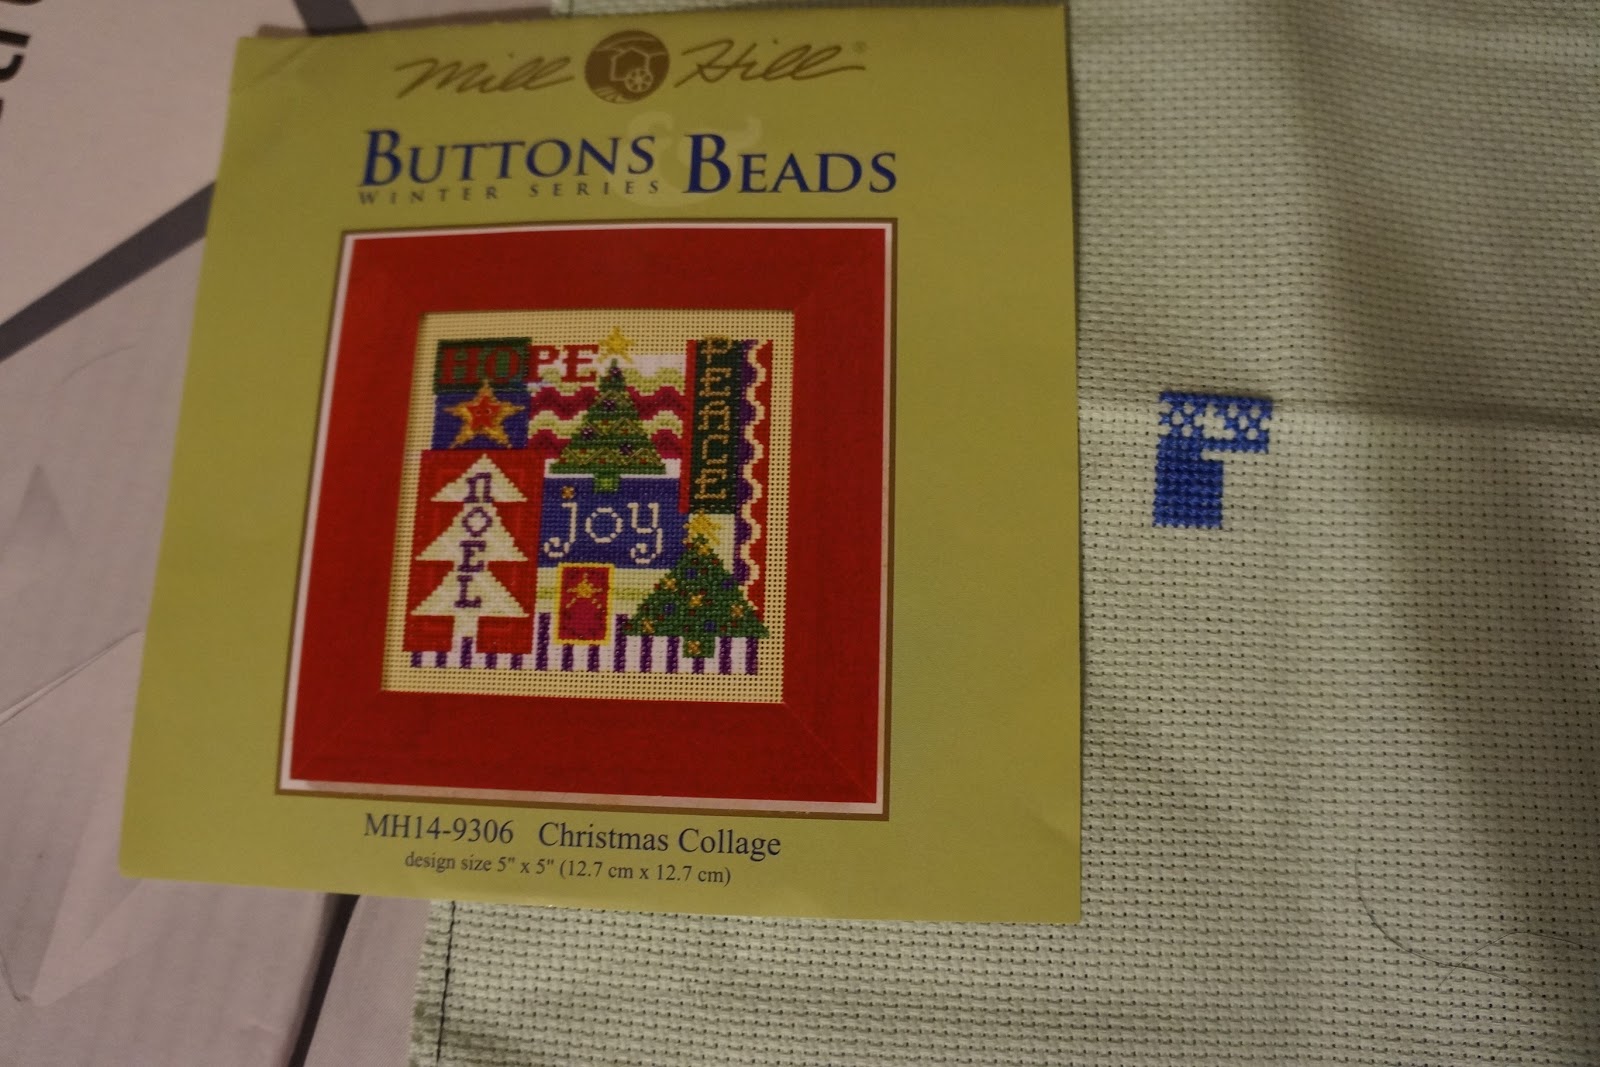 Mill Hill®
BUTTONS & BEADS
WINTER SERIES
HOPE
PEACE
NOEL
joy
MH14-9306 Christmas Collage
design size 5" x 5" (12.7 cm x 12.7 cm)